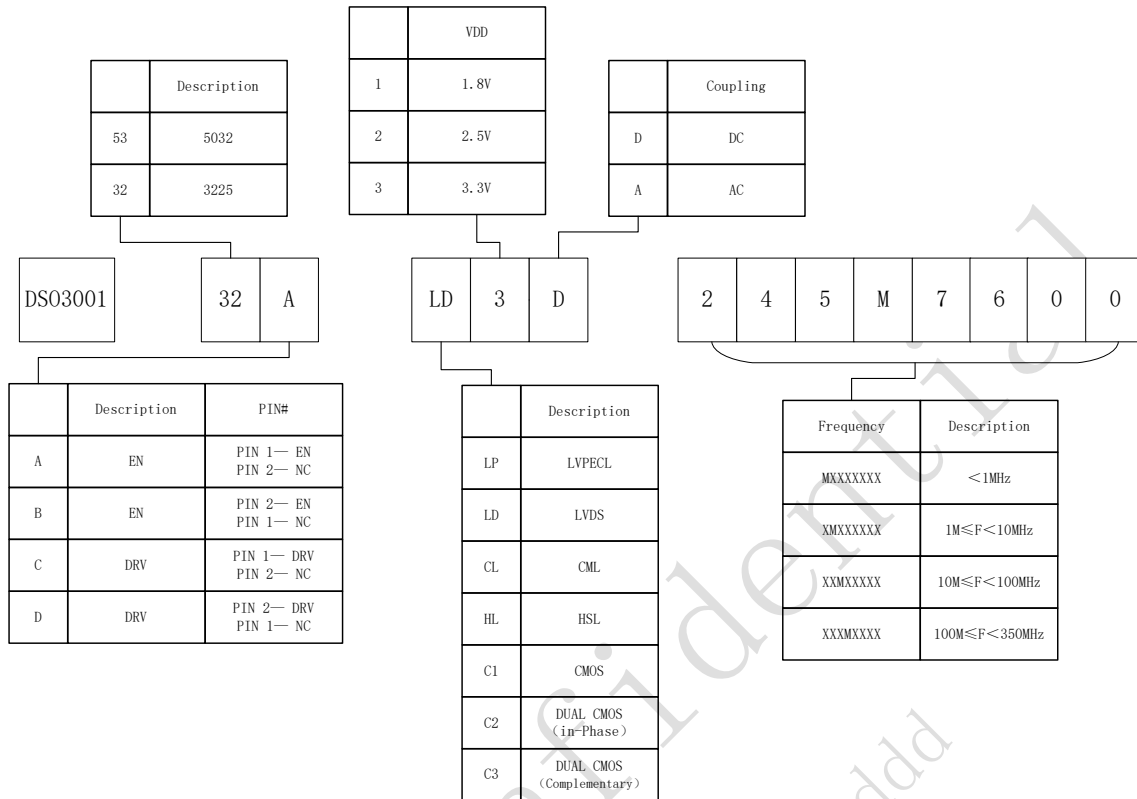 VDD
1 1.8V
2 2.5V
3 3.3V
Description
53 5032
32 3225
Coupling
D DC
A AC
DSO3001 32 A LD 3 D 2 4 5 M 7 6 0 0
Description PIN#
A EN PIN 1— EN
PIN 2— NC
B EN PIN 2— EN
PIN 1— NC
C DRV PIN 1— DRV
PIN 2— NC
D DRV PIN 2— DRV
PIN 1— NC
Description
LP LVPECL
LD LVDS
CL CML
HL HSL
C1 CMOS
C2 DUAL CMOS
(in-Phase)
C3 DUAL CMOS
(Complementary)
Frequency Description
MXXXXXXX <1MHz
XMXXXXXX 1M≤F<10MHz
XXMXXXXX 10M≤F<100MHz
XXXMXXXX 100M≤F<350MHz
fidential
ddd